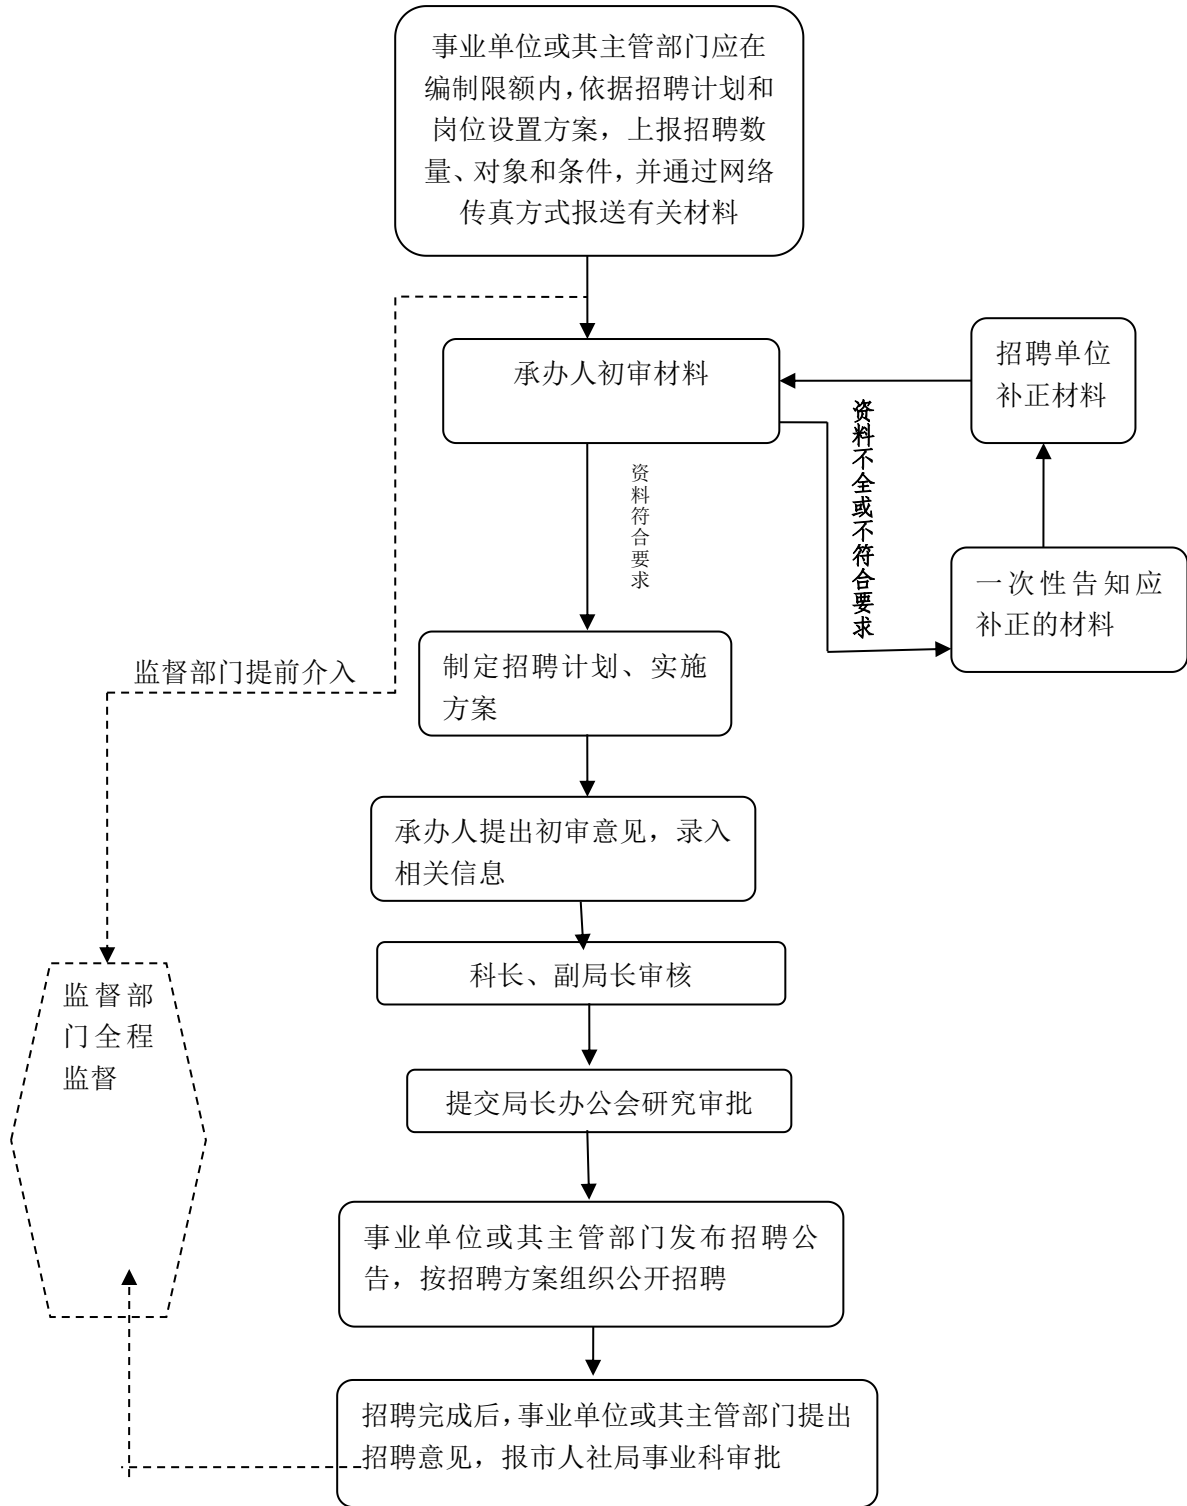 事业单位或其主管部门应在
编制限额内，依据招聘计划和
岗位设置方案，上报招聘数
量、对象和条件，并通过网络
传真方式报送有关材料
承办人初审材料
招聘单位
补正材料
资料不全或不符合要求
资料符合要求
一次性告知应
补正的材料
制定招聘计划、实施
方案
监督部门提前介入
承办人提出初审意见，录入
相关信息
科长、副局长审核
监督部
门全程
监督
提交局长办公会研究审批
事业单位或其主管部门发布招聘公
告，按招聘方案组织公开招聘
招聘完成后，事业单位或其主管部门提出
招聘意见，报市人社局事业科审批